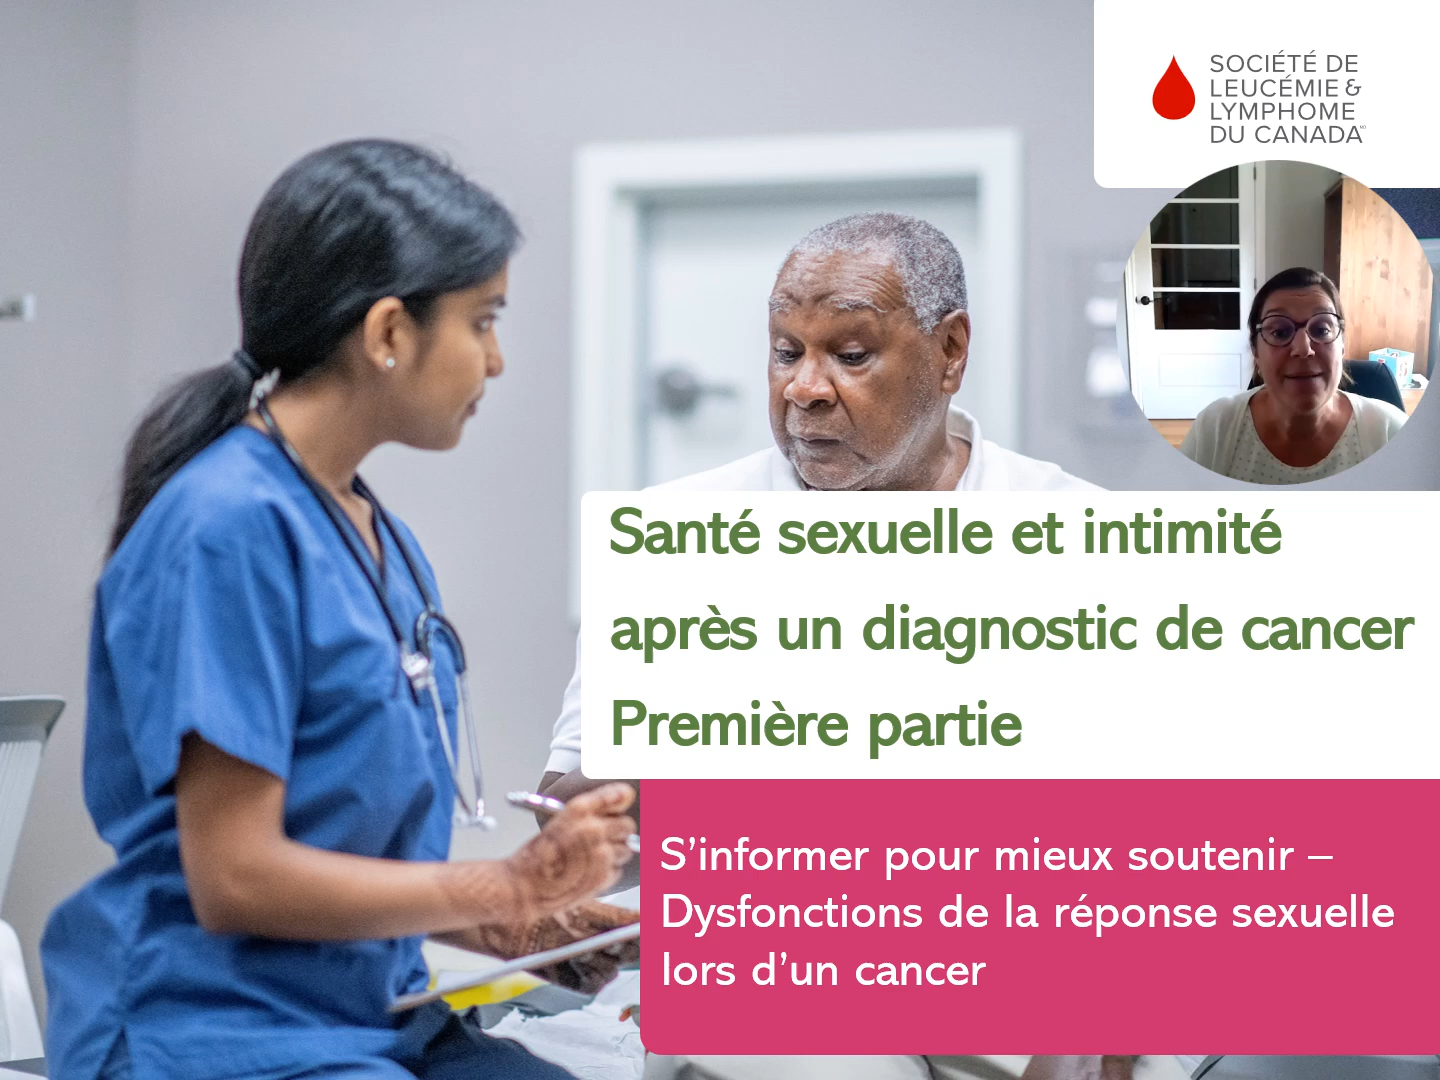 SOCIÉTÉ DE
LEUCÉMIE &
LYMPHOME
DU CANADA
Santé sexuelle et intimité
après un diagnostic de cancer
Première partie
S’informer pour mieux soutenir –
Dysfonctions de la réponse sexuelle
lors d’un cancer